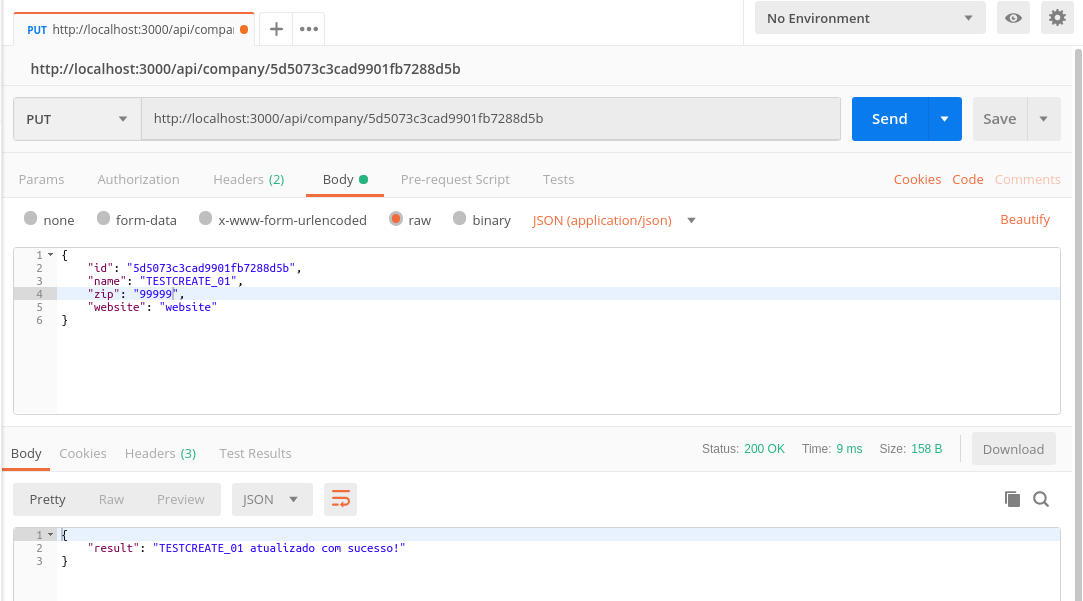 PUT http://localhost:3000/api/compa
No Environment
http://localhost:3000/api/company/5d5073c3cad9901fb7288d5b
PUT http://localhost:3000/api/company/5d5073c3cad9901fb7288d5b Send Save
Params Authorization Headers (2) Body Pre-request Script Tests Cookies Code Comments
none form-data x-www-form-urlencoded raw binary JSON (application/json) Beautify
1 {
2 "id": "5d5073c3cad9901fb7288d5b",
3 "name": "TESTCREATE_01",
4 "zip": "99999",
5 "website": "website"
6 }
Body Cookies Headers (3) Test Results Status: 200 OK Time: 9 ms Size: 158 B Download
Pretty Raw Preview JSON
1 {
2 "result": "TESTCREATE_01 atualizado com sucesso!"
3 }